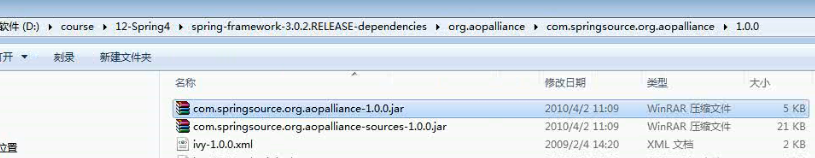 软件 (D:) ▸ course ▸ 12-Spring4 ▸ spring-framework-3.0.2.RELEASE-dependencies ▸ org.aopalliance ▸ com.springsource.org.aopalliance ▸ 1.0.0
打开 刻录 新建文件夹
名称 修改日期 类型 大小
com.springsource.org.aopalliance-1.0.0.jar 2010/4/2 11:09 WinRAR 压缩文件 5 KB
com.springsource.org.aopalliance-sources-1.0.0.jar 2010/4/2 11:09 WinRAR 压缩文件 21 KB
ivy-1.0.0.xml 2009/2/4 14:20 XML 文档 2 KB
位置